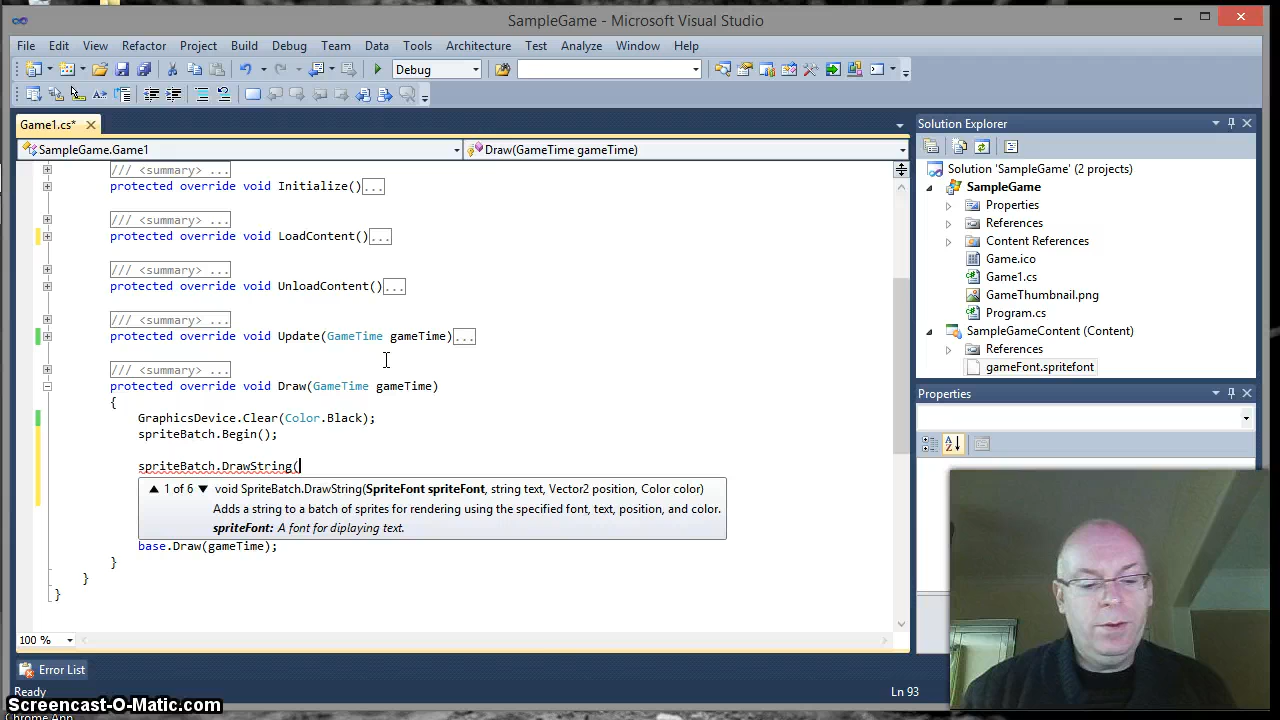 SampleGame - Microsoft Visual Studio
File Edit View Refactor Project Build Debug Team Data Tools Architecture Test Analyze Window Help
Debug
Game1.cs*
SampleGame.Game1
Draw(GameTime gameTime)
/// <summary> ...
protected override void Initialize()...
/// <summary> ...
protected override void LoadContent()...
/// <summary> ...
protected override void UnloadContent()...
/// <summary> ...
protected override void Update(GameTime gameTime)...
/// <summary> ...
protected override void Draw(GameTime gameTime)
{
GraphicsDevice.Clear(Color.Black);
spriteBatch.Begin();
spriteBatch.DrawString(
1 of 6 void SpriteBatch.DrawString(SpriteFont spriteFont, string text, Vector2 position, Color color)
Adds a string to a batch of sprites for rendering using the specified font, text, position, and color.
spriteFont: A font for diplaying text.
base.Draw(gameTime);
}
}
}
100 %
Error List
Ready
Ln 93
Solution Explorer
Solution 'SampleGame' (2 projects)
SampleGame
Properties
References
Content References
Game.ico
Game1.cs
GameThumbnail.png
Program.cs
SampleGameContent (Content)
References
gameFont.spritefont
Properties
Screencast-O-Matic.com
Chrome App